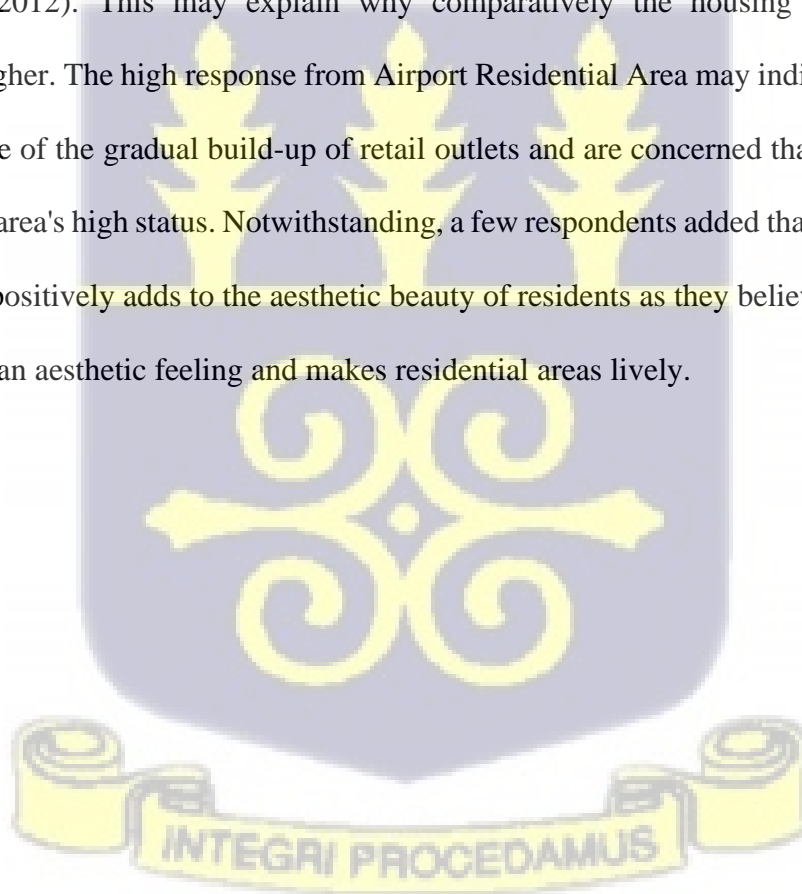 2012). This may explain why comparatively the housing
gher. The high response from Airport Residential Area may indi
e of the gradual build-up of retail outlets and are concerned tha
area's high status. Notwithstanding, a few respondents added tha
positively adds to the aesthetic beauty of residents as they believ
an aesthetic feeling and makes residential areas lively.
INTEGRI PROCEDAMUS